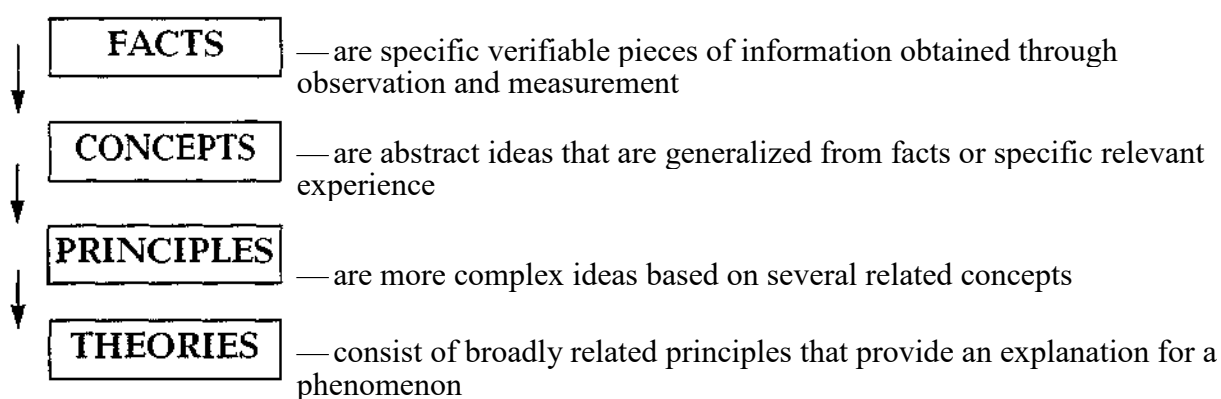 FACTS — are specific verifiable pieces of information obtained through
observation and measurement
CONCEPTS — are abstract ideas that are generalized from facts or specific relevant
experience
PRINCIPLES — are more complex ideas based on several related concepts
THEORIES — consist of broadly related principles that provide an explanation for a
phenomenon